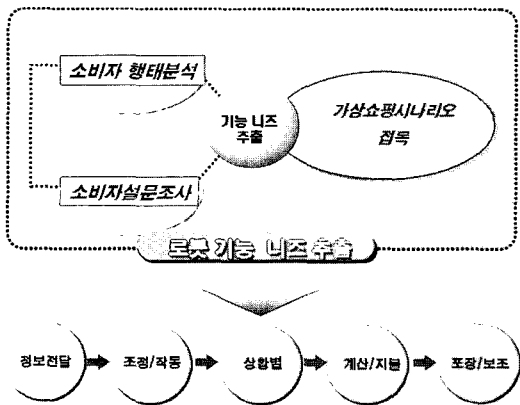 소비자 행태분석
기능 니즈
추출
가상쇼핑시나리오
접목
소비자설문조사
로봇 기능 니즈 추출
정보전달
조정/작동
상황별
계산/지불
포장/보조